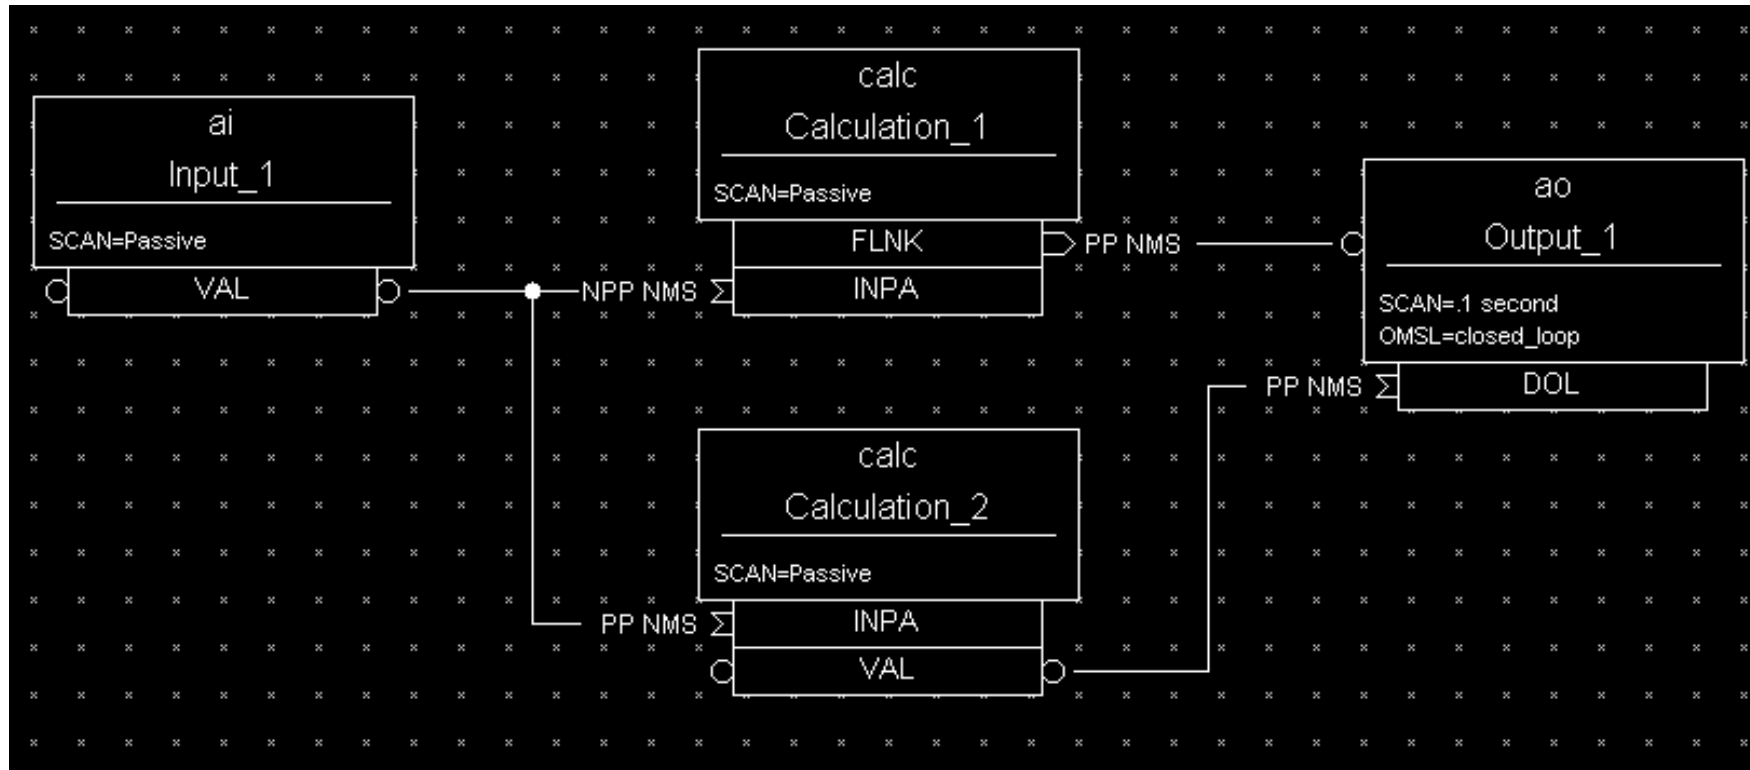 ai
Input_1
SCAN=Passive
VAL
calc
Calculation_1
SCAN=Passive
FLNK
PP NMS
NPP NMS
INPA
calc
Calculation_2
SCAN=Passive
PP NMS
INPA
VAL
ao
Output_1
SCAN=.1 second
OMSL=closed_loop
PP NMS
DOL